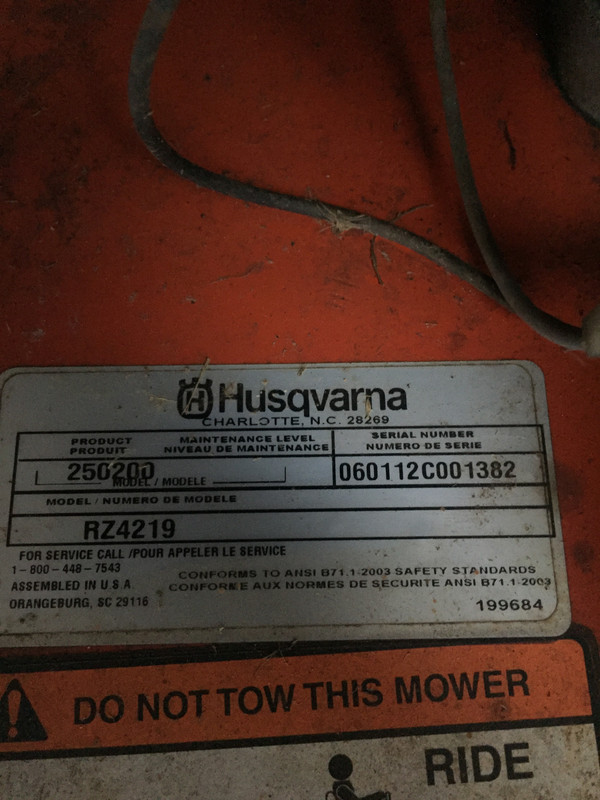 Husqvarna
CHARLOTTE, N.C. 28269
PRODUCT MAINTENANCE LEVEL SERIAL NUMBER
PRODUIT NIVEAU DE MAINTENANCE NUMERO DE SERIE
250200 060112C001382
MODEL / MODELE
MODEL / NUMERO DE MODELE
RZ4219
FOR SERVICE CALL /POUR APPELER LE SERVICE
1-800-448-7543
CONFORMS TO ANSI B71.1-2003 SAFETY STANDARDS
ASSEMBLED IN U.S.A
CONFORME AUX NORMES DE SECURITE ANSI B71.1-2003
ORANGEBURG, SC 29116
199684
DO NOT TOW THIS MOWER
RIDE